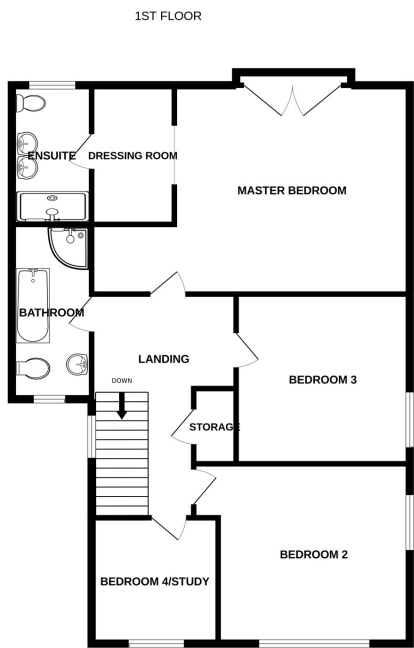 1ST FLOOR
ENSUITE
DRESSING ROOM
MASTER BEDROOM
BATHROOM
LANDING
BEDROOM 3
DOWN
STORAGE
BEDROOM 2
BEDROOM 4/STUDY